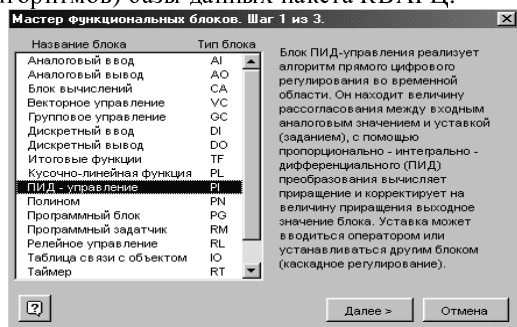 алгоритмов) базы данных пакета КВАРЦ.
Мастер функциональных блоков. Шаг 1 из 3.
Название блока Тип блока
Аналоговый ввод AI
Аналоговый вывод AO
Блок вычислений CA
Векторное управление VC
Групповое управление GC
Дискретный ввод DI
Дискретный вывод DO
Итоговые функции TF
Кусочно-линейная функция PL
ПИД - управление PI
Полином PN
Программный блок PG
Программный задатчик RM
Релейное управление RL
Таблица связи с объектом IO
Таймер RT
Блок ПИД-управления реализует
алгоритм прямого цифрового
регулирования во временной
области. Он находит величину
рассогласования между входным
аналоговым значением и уставкой
(заданием), с помощью
пропорционально - интегрально -
дифференциального (ПИД)
преобразования вычисляет
приращение и корректирует на
величину приращения выходное
значение блока. Уставка может
вводиться оператором или
устанавливаться другим блоком
(каскадное регулирование).
Далее > Отмена